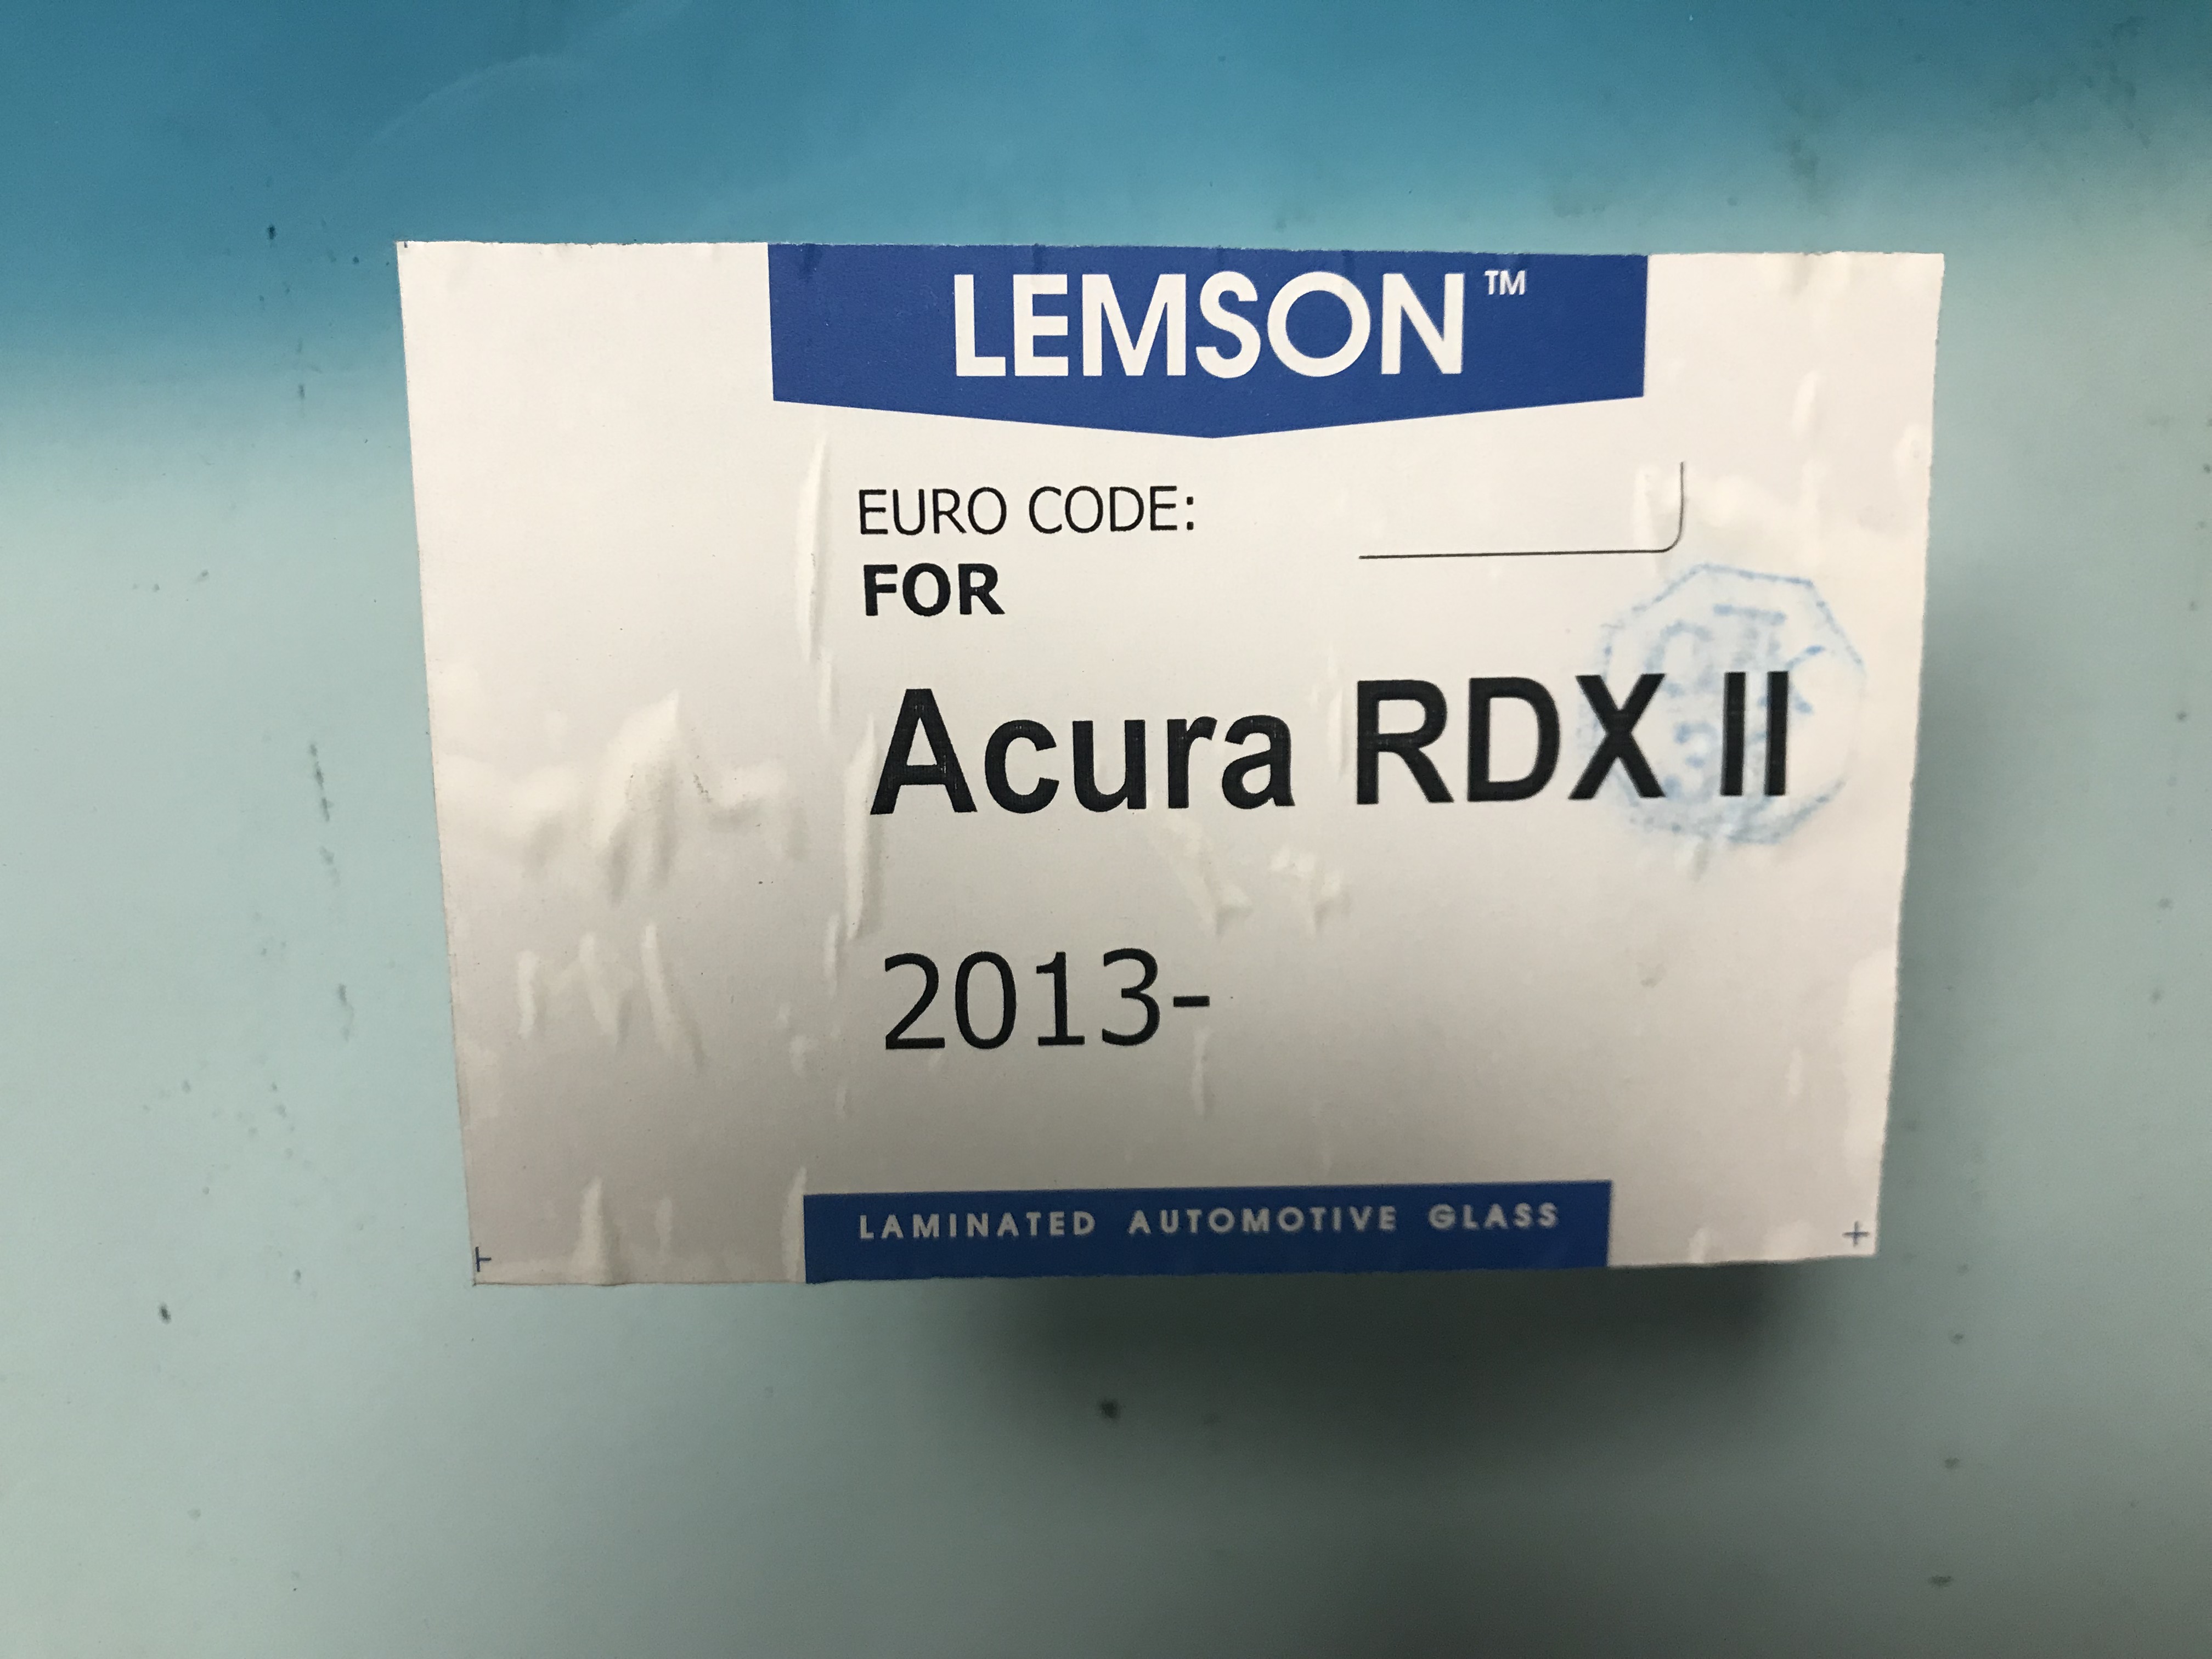 LEMSON™
EURO CODE:
FOR
Acura RDX II
2013-
LAMINATED AUTOMOTIVE GLASS